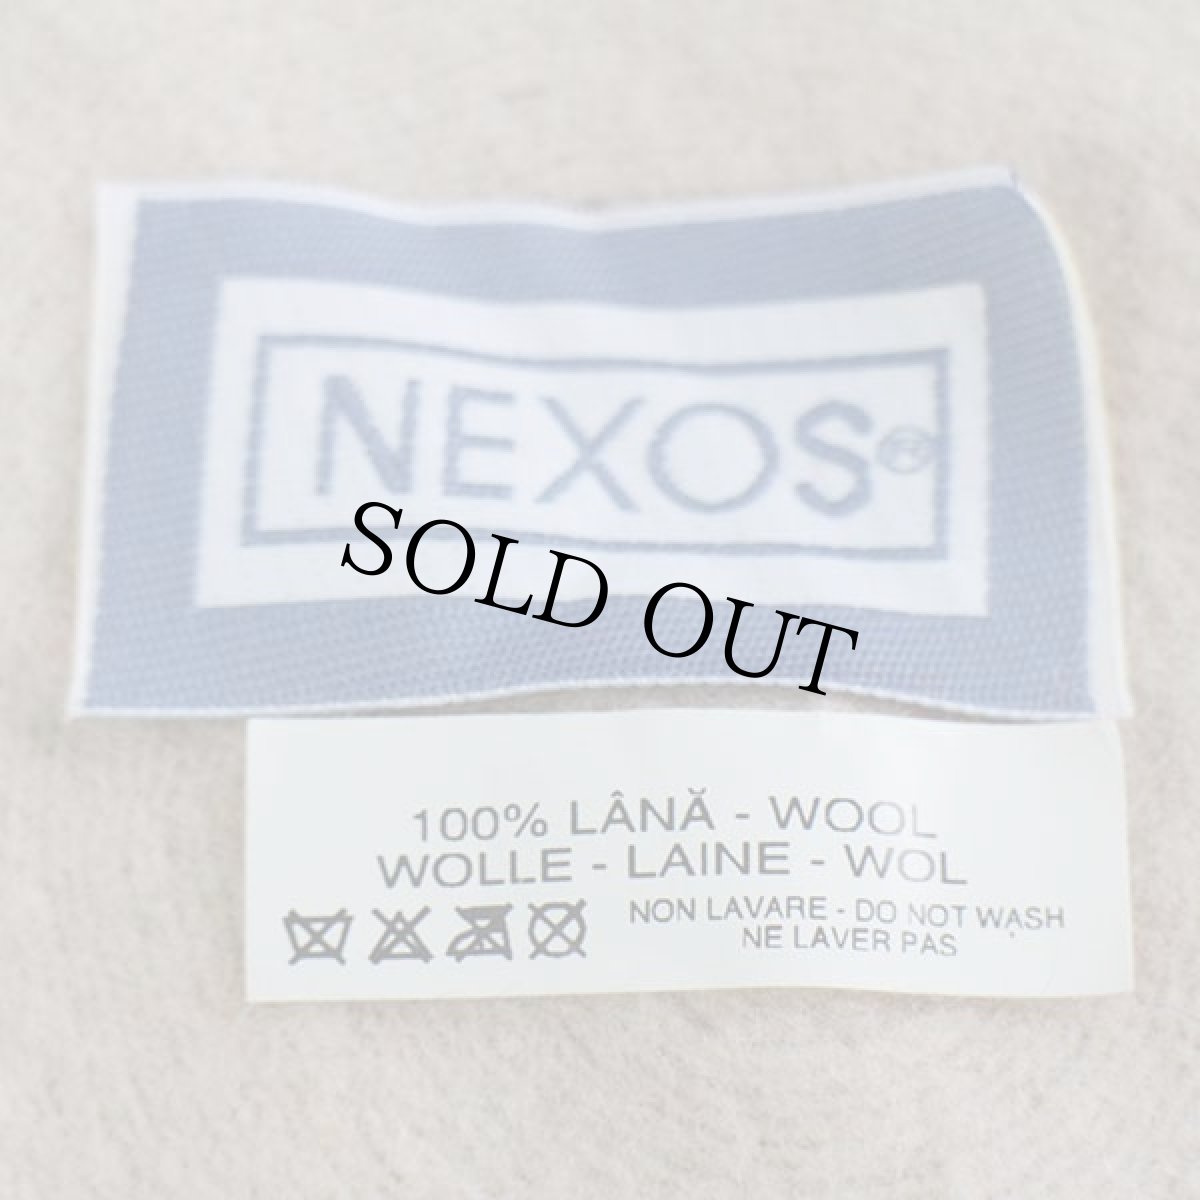 NEXOS®
SOLD OUT
100% LÂNĂ - WOOL
WOLLE - LAINE - WOL
NON LAVARE - DO NOT WASH
NE LAVER PAS